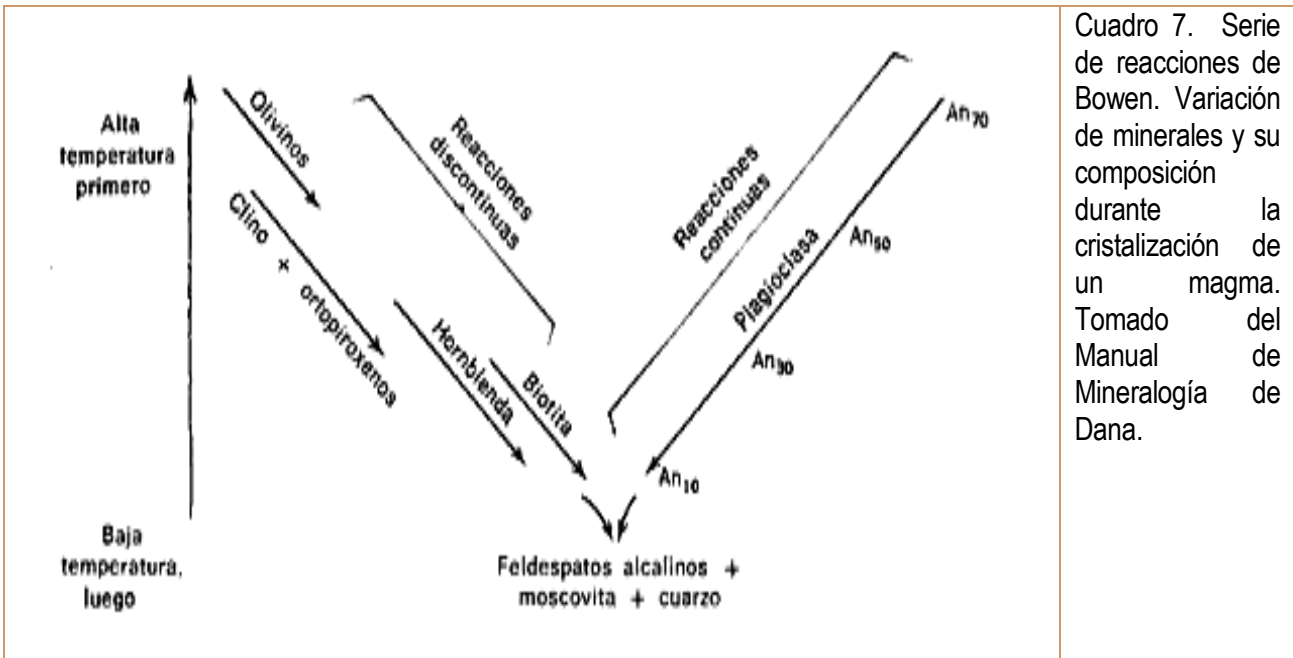 Alta
temperatura
primero
Olivinos
Clino + ortopiroxenos
Reacciones
discontinuas
Hornblenda
Biotita
Reacciones
continuas
Plagioclasa
An70
An50
An30
An10
Baja
temperatura,
luego
Feldespatos alcalinos +
moscovita + cuarzo
Cuadro 7. Serie
de reacciones de
Bowen. Variación
de minerales y su
composición
durante la
cristalización de
un magma.
Tomado del
Manual de
Mineralogía de
Dana.